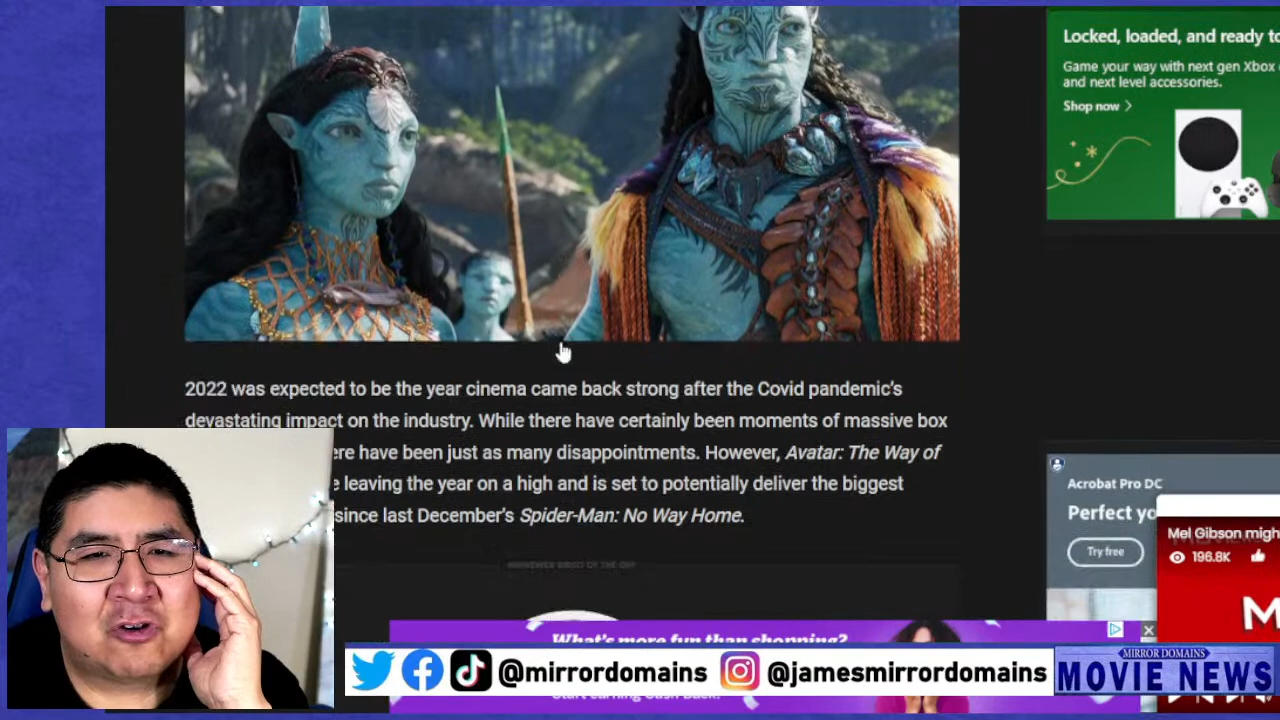 Locked, loaded, and ready to
Game your way with next gen Xbox
and next level accessories.
Shop now >
2022 was expected to be the year cinema came back strong after the Covid pandemic's
devastating impact on the industry. While there have certainly been moments of massive box
ere have been just as many disappointments. However, Avatar: The Way of
e leaving the year on a high and is set to potentially deliver the biggest
since last December's Spider-Man: No Way Home.
Acrobat Pro DC
Perfect yo
Try free
Mel Gibson migh
196.8K
M
What's more fun than shopping?
@mirrordomains
@jamesmirrordomains
Start earning Cash Back!
MIRROR DOMAINS
MOVIE NEWS